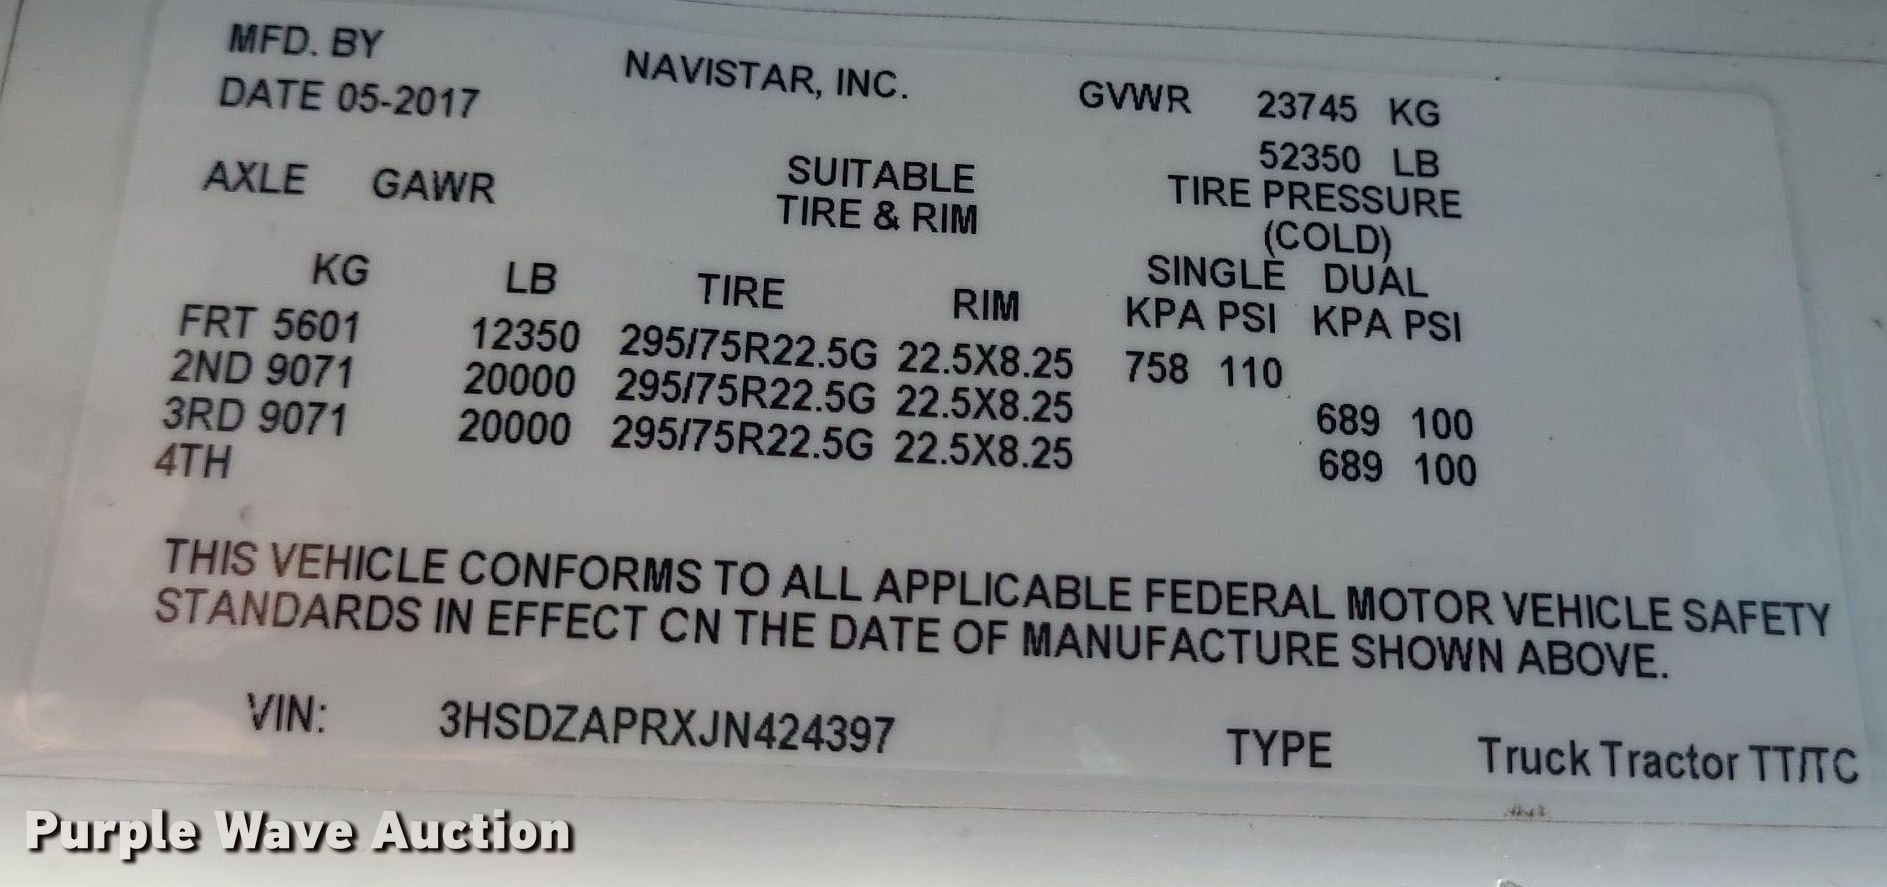 MFD. BY NAVISTAR, INC. GVWR 23745 KG
DATE 05-2017 52350 LB
AXLE GAWR SUITABLE TIRE PRESSURE
TIRE & RIM (COLD)
SINGLE DUAL
KG LB TIRE RIM KPA PSI KPA PSI
FRT 5601 12350 295/75R22.5G 22.5X8.25 758 110
2ND 9071 20000 295/75R22.5G 22.5X8.25 689 100
3RD 9071 20000 295/75R22.5G 22.5X8.25 689 100
4TH
THIS VEHICLE CONFORMS TO ALL APPLICABLE FEDERAL MOTOR VEHICLE SAFETY
STANDARDS IN EFFECT CN THE DATE OF MANUFACTURE SHOWN ABOVE.
VIN: 3HSDZAPRXJN424397 TYPE Truck Tractor TT/TC
Purple Wave Auction